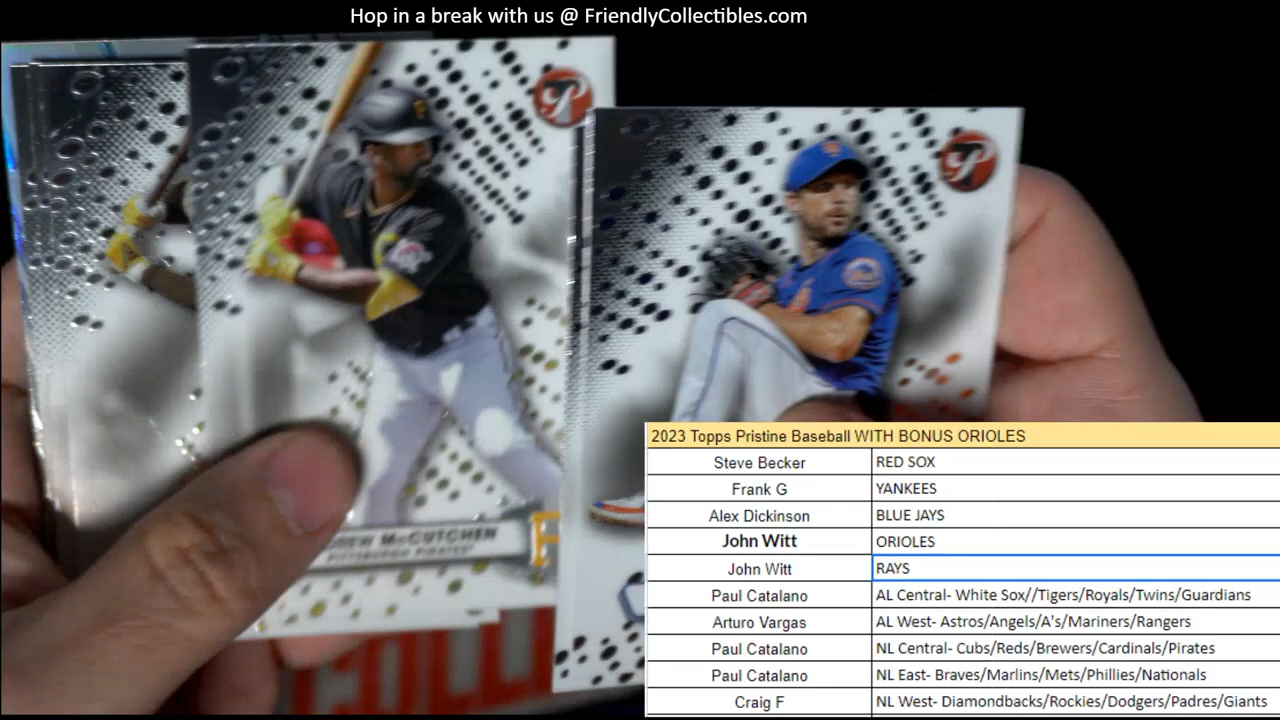 Hop in a break with us @ FriendlyCollectibles.com
McCUTCHEN
PITTSBURGH PIRATES
2023 Topps Pristine Baseball WITH BONUS ORIOLES
Steve Becker RED SOX
Frank G YANKEES
Alex Dickinson BLUE JAYS
John Witt ORIOLES
John Witt RAYS
Paul Catalano AL Central- White Sox//Tigers/Royals/Twins/Guardians
Arturo Vargas AL West- Astros/Angels/A's/Mariners/Rangers
Paul Catalano NL Central- Cubs/Reds/Brewers/Cardinals/Pirates
Paul Catalano NL East- Braves/Marlins/Mets/Phillies/Nationals
Craig F NL West- Diamondbacks/Rockies/Dodgers/Padres/Giants